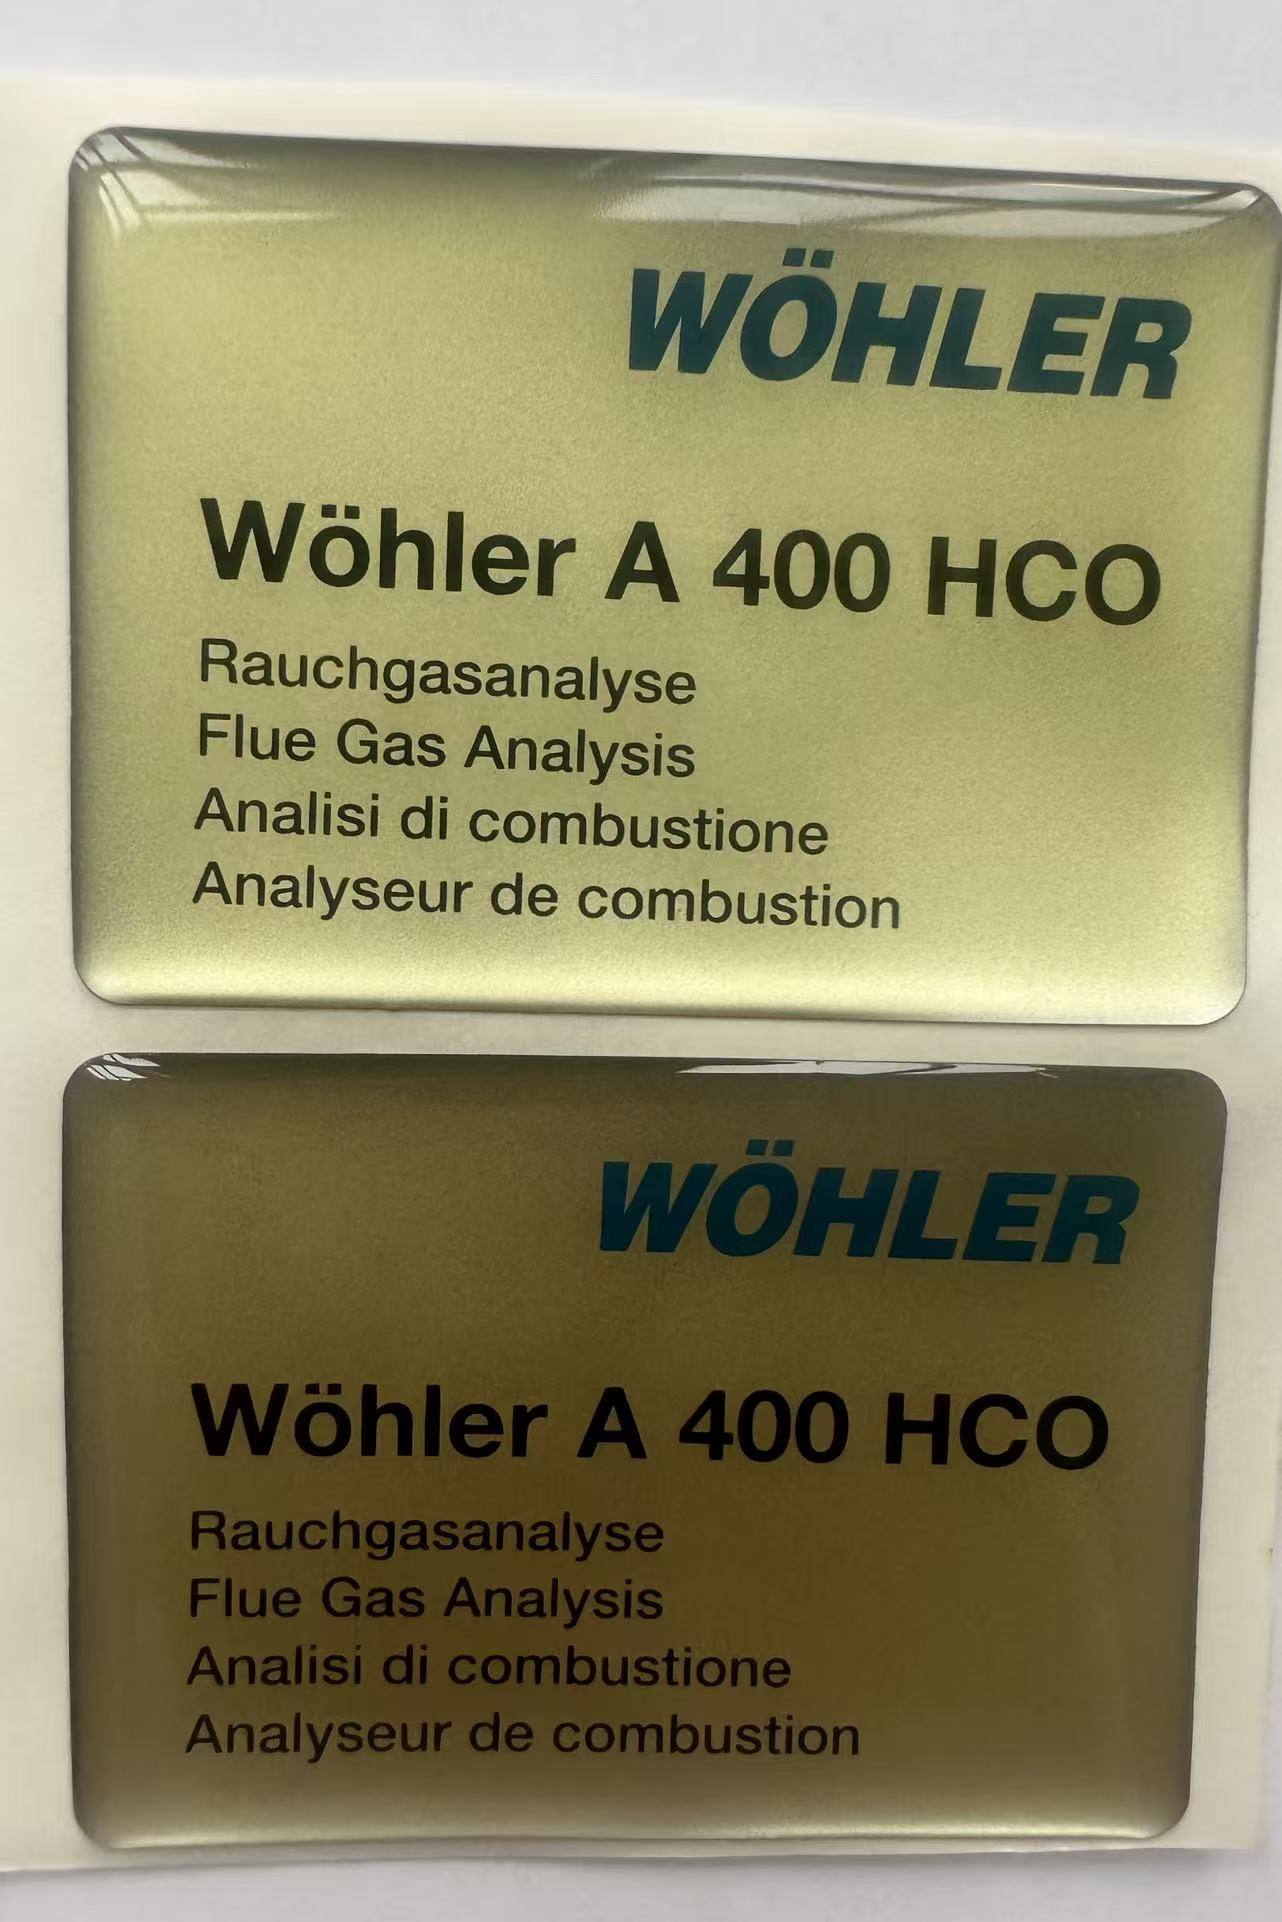 WÖHLER
Wöhler A 400 HCO
Rauchgasanalyse
Flue Gas Analysis
Analisi di combustione
Analyseur de combustion
WÖHLER
Wöhler A 400 HCO
Rauchgasanalyse
Flue Gas Analysis
Analisi di combustione
Analyseur de combustion